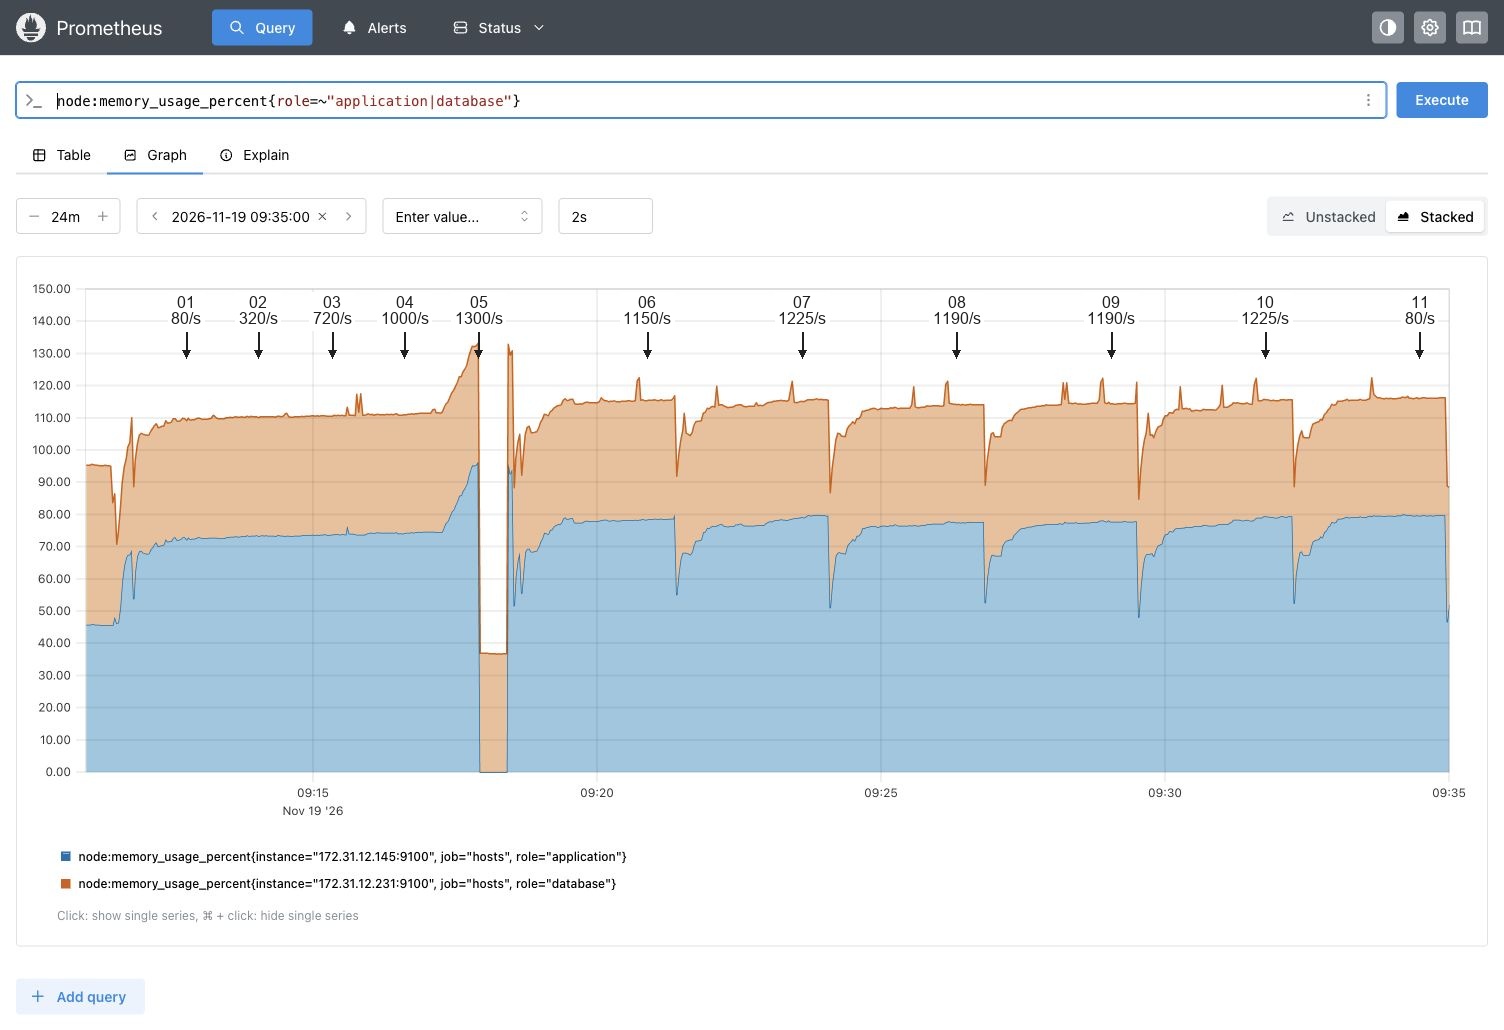 Prometheus
Query
Alerts
Status
>_ node:memory_usage_percent{role=~"application|database"}
Execute
Table
Graph
Explain
− 24m +
2026-11-19 09:35:00
Enter value...
2s
Unstacked
Stacked
01 02 03 04 05 06 07 08 09 10 11
80/s 320/s 720/s 1000/s 1300/s 1150/s 1225/s 1190/s 1190/s 1225/s 80/s
150.00
140.00
130.00
120.00
110.00
100.00
90.00
80.00
70.00
60.00
50.00
40.00
30.00
20.00
10.00
0.00
09:15 09:20 09:25 09:30 09:35
Nov 19 '26
node:memory_usage_percent{instance="172.31.12.145:9100", job="hosts", role="application"}
node:memory_usage_percent{instance="172.31.12.231:9100", job="hosts", role="database"}
Click: show single series, ⌘ + click: hide single series
+ Add query